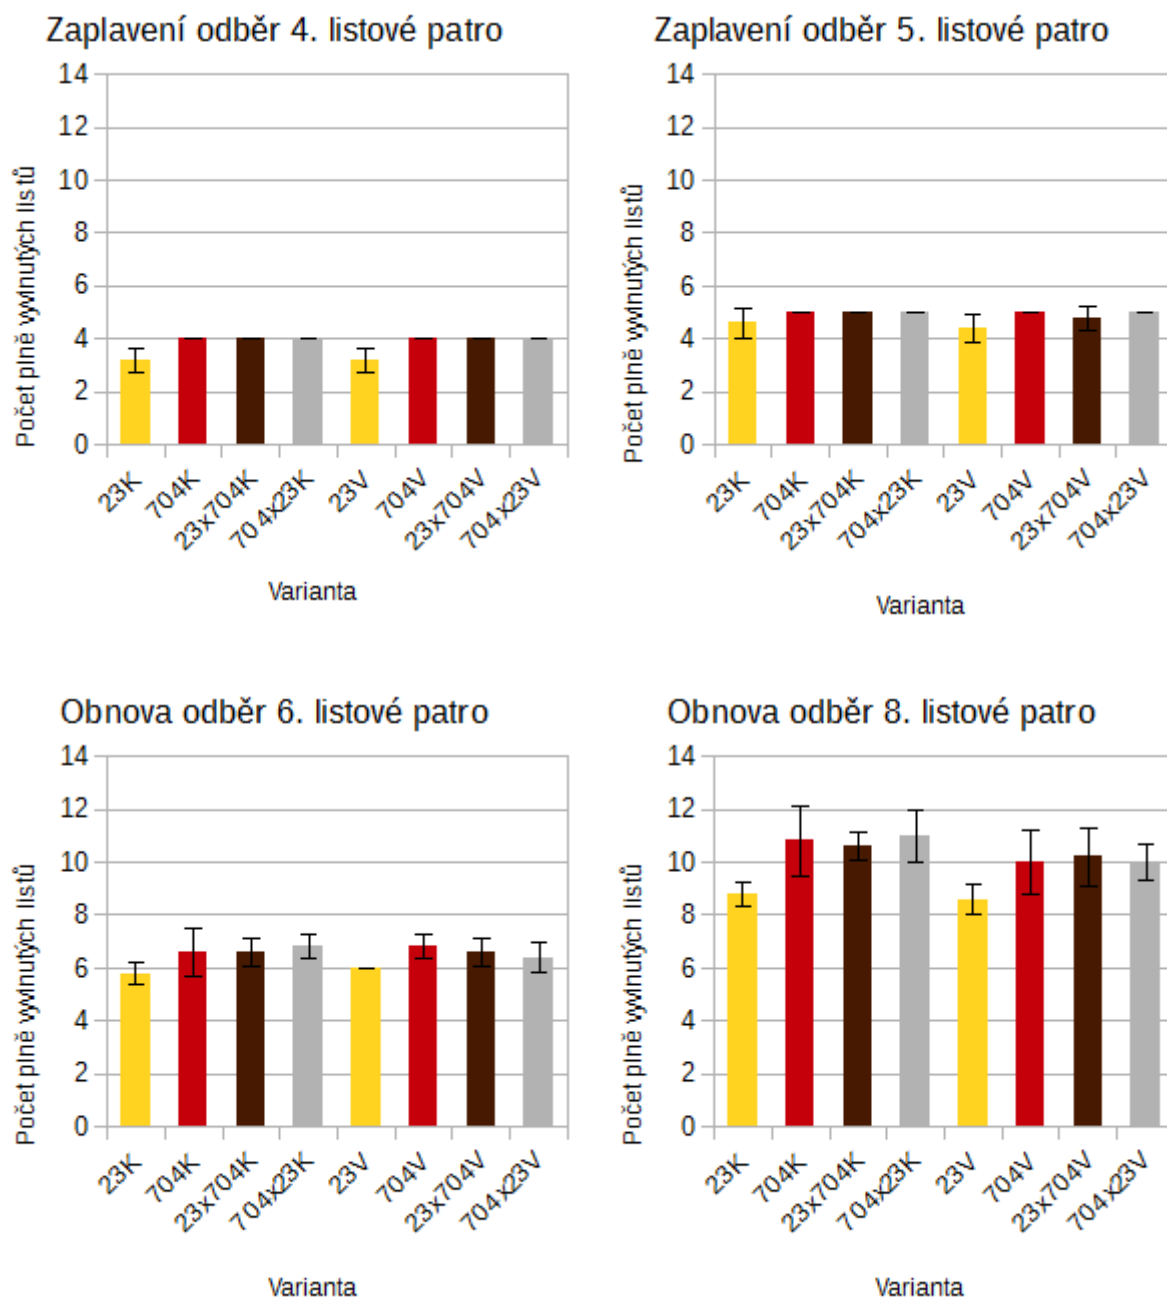 Zaplavení odběr 4. listové patro
14
12
10
8
6
4
2
0
Počet plně vyvinutých listů
23K
704K
23x704K
704x23K
23V
704V
23x704V
704x23V
Varianta
Zaplavení odběr 5. listové patro
14
12
10
8
6
4
2
0
Počet plně vyvinutých listů
23K
704K
23x704K
704x23K
23V
704V
23x704V
704x23V
Varianta
Obnova odběr 6. listové patro
14
12
10
8
6
4
2
0
Počet plně vyvinutých listů
23K
704K
23x704K
704x23K
23V
704V
23x704V
704x23V
Varianta
Obnova odběr 8. listové patro
14
12
10
8
6
4
2
0
Počet plně vyvinutých listů
23K
704K
23x704K
704x23K
23V
704V
23x704V
704x23V
Varianta